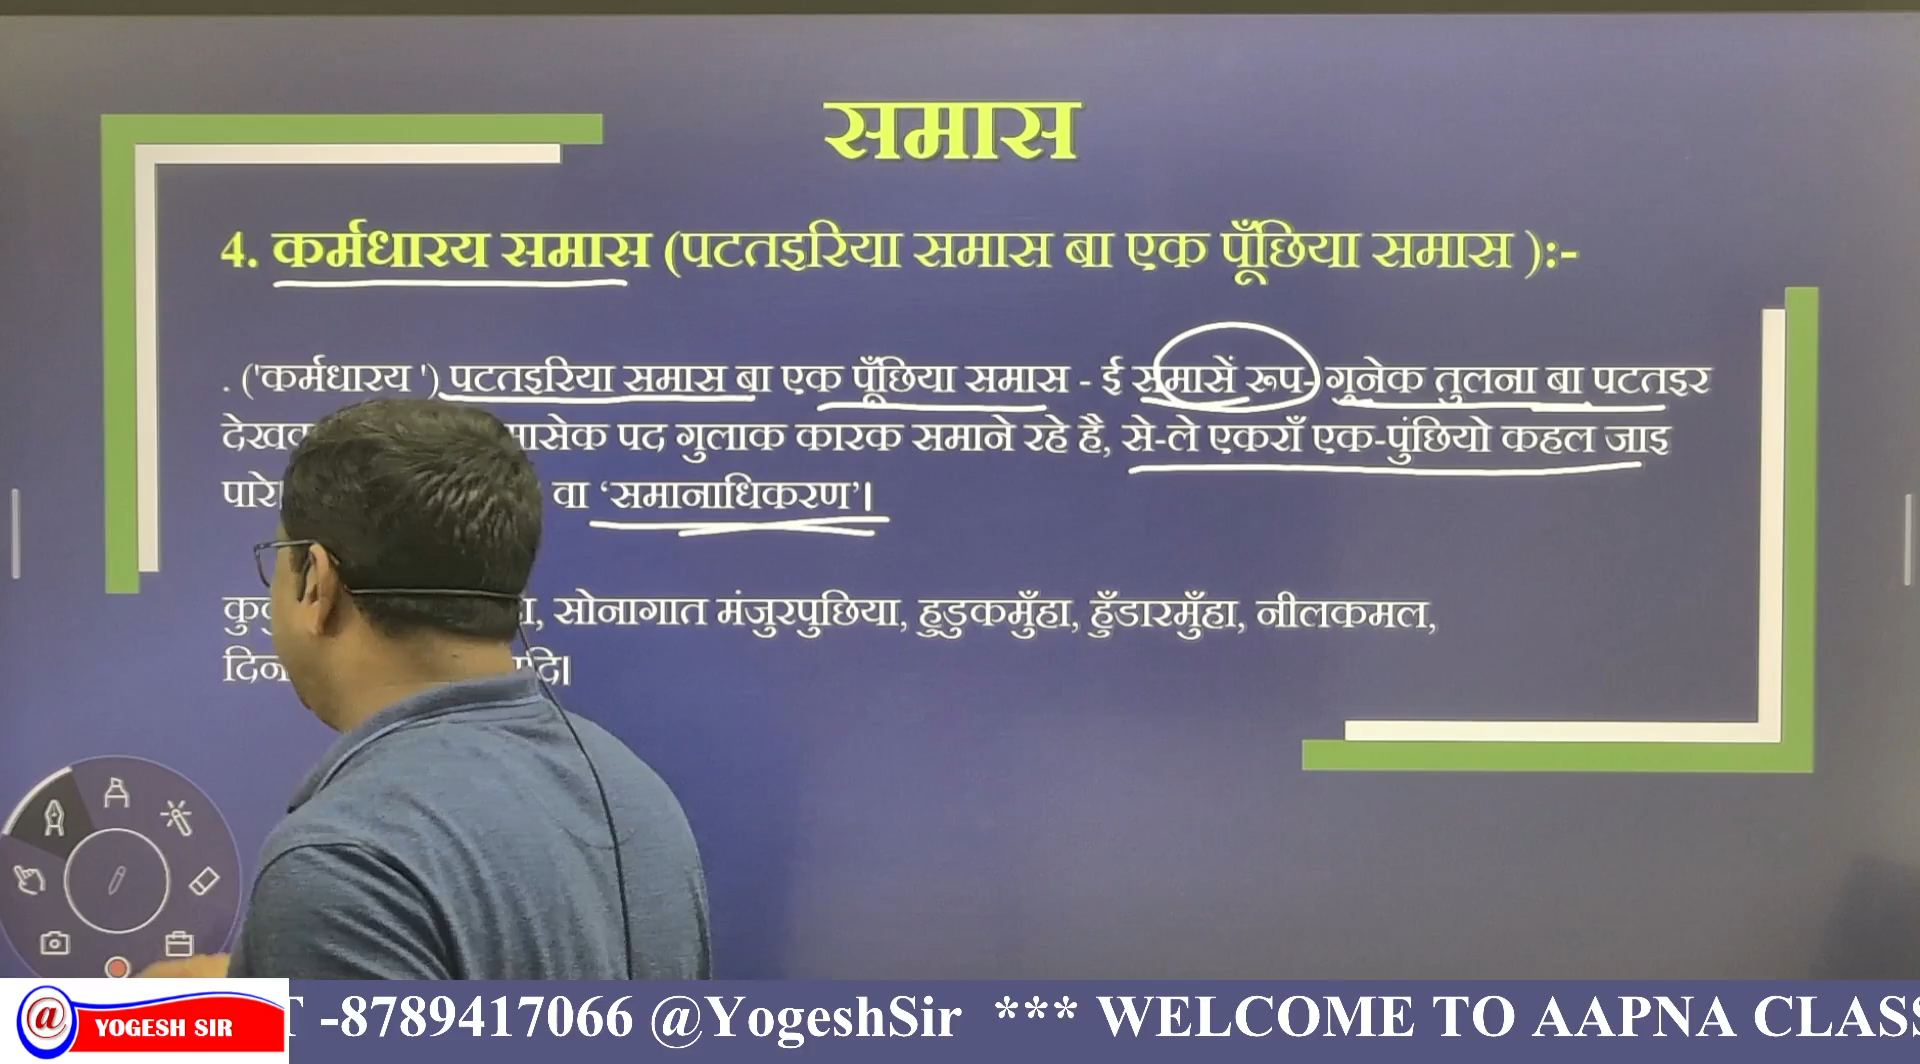 समास
4. कर्मधारय समास (पटतइरिया समास बा एक पूँछिया समास ):-
. ('कर्मधारय ') पटतइरिया समास बा एक पूँछिया समास - ई समासें रूप- गुनेक तुलना बा पटतइर
पद गुलाक कारक समाने रहे है, से-ले एकराँ एक-पुंछियो कहल जाइ
वा ‘समानाधिकरण’।
सोनागात मंजुरपुछिया, हुडुकमुँहा, हुँडारमुँहा, नीलकमल,
@ YOGESH SIR
-8789417066 @YogeshSir *** WELCOME TO AAPNA CLASS